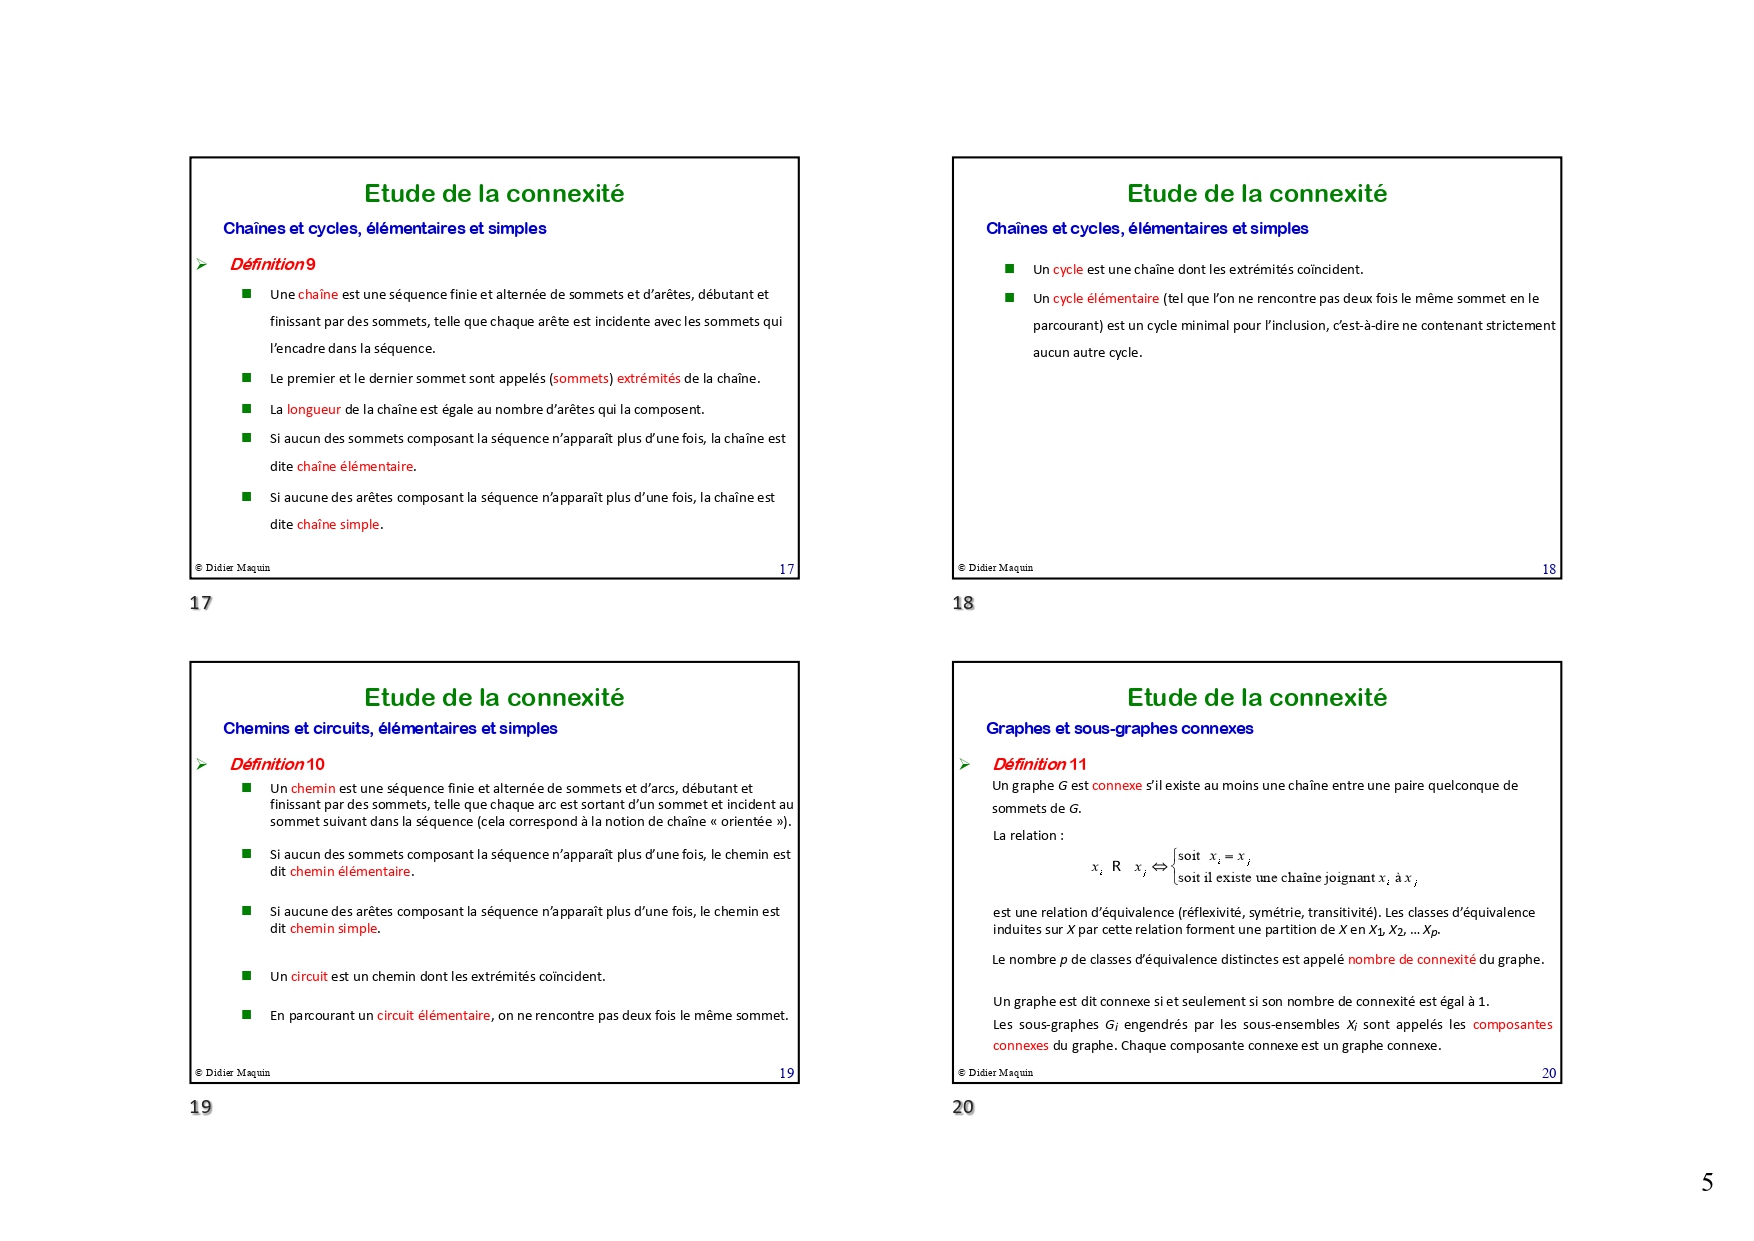 Etude de la connexité
Chaînes et cycles, élémentaires et simples
➢ Définition 9
■ Une chaîne est une séquence finie et alternée de sommets et d’arêtes, débutant et
finissant par des sommets, telle que chaque arête est incidente avec les sommets qui
l’encadre dans la séquence.
■ Le premier et le dernier sommet sont appelés (sommets) extrémités de la chaîne.
■ La longueur de la chaîne est égale au nombre d’arêtes qui la composent.
■ Si aucun des sommets composant la séquence n’apparaît plus d’une fois, la chaîne est
dite chaîne élémentaire.
■ Si aucune des arêtes composant la séquence n’apparaît plus d’une fois, la chaîne est
dite chaîne simple.
© Didier Maquin 17
17
Etude de la connexité
Chaînes et cycles, élémentaires et simples
■ Un cycle est une chaîne dont les extrémités coïncident.
■ Un cycle élémentaire (tel que l’on ne rencontre pas deux fois le même sommet en le
parcourant) est un cycle minimal pour l’inclusion, c’est-à-dire ne contenant strictement
aucun autre cycle.
© Didier Maquin 18
18
Etude de la connexité
Chemins et circuits, élémentaires et simples
➢ Définition 10
■ Un chemin est une séquence finie et alternée de sommets et d’arcs, débutant et
finissant par des sommets, telle que chaque arc est sortant d’un sommet et incident au
sommet suivant dans la séquence (cela correspond à la notion de chaîne « orientée »).
■ Si aucun des sommets composant la séquence n’apparaît plus d’une fois, le chemin est
dit chemin élémentaire.
■ Si aucune des arêtes composant la séquence n’apparaît plus d’une fois, le chemin est
dit chemin simple.
■ Un circuit est un chemin dont les extrémités coïncident.
■ En parcourant un circuit élémentaire, on ne rencontre pas deux fois le même sommet.
© Didier Maquin 19
19
Etude de la connexité
Graphes et sous-graphes connexes
➢ Définition 11
Un graphe G est connexe s’il existe au moins une chaîne entre une paire quelconque de
sommets de G.
La relation :
soit x_i = x_j
x_i R x_j ⇔ {
soit il existe une chaîne joignant x_i à x_j
est une relation d’équivalence (réflexivité, symétrie, transitivité). Les classes d’équivalence
induites sur X par cette relation forment une partition de X en X1, X2, … Xp.
Le nombre p de classes d’équivalence distinctes est appelé nombre de connexité du graphe.
Un graphe est dit connexe si et seulement si son nombre de connexité est égal à 1.
Les sous-graphes Gi engendrés par les sous-ensembles Xi sont appelés les composantes
connexes du graphe. Chaque composante connexe est un graphe connexe.
© Didier Maquin 20
20
5